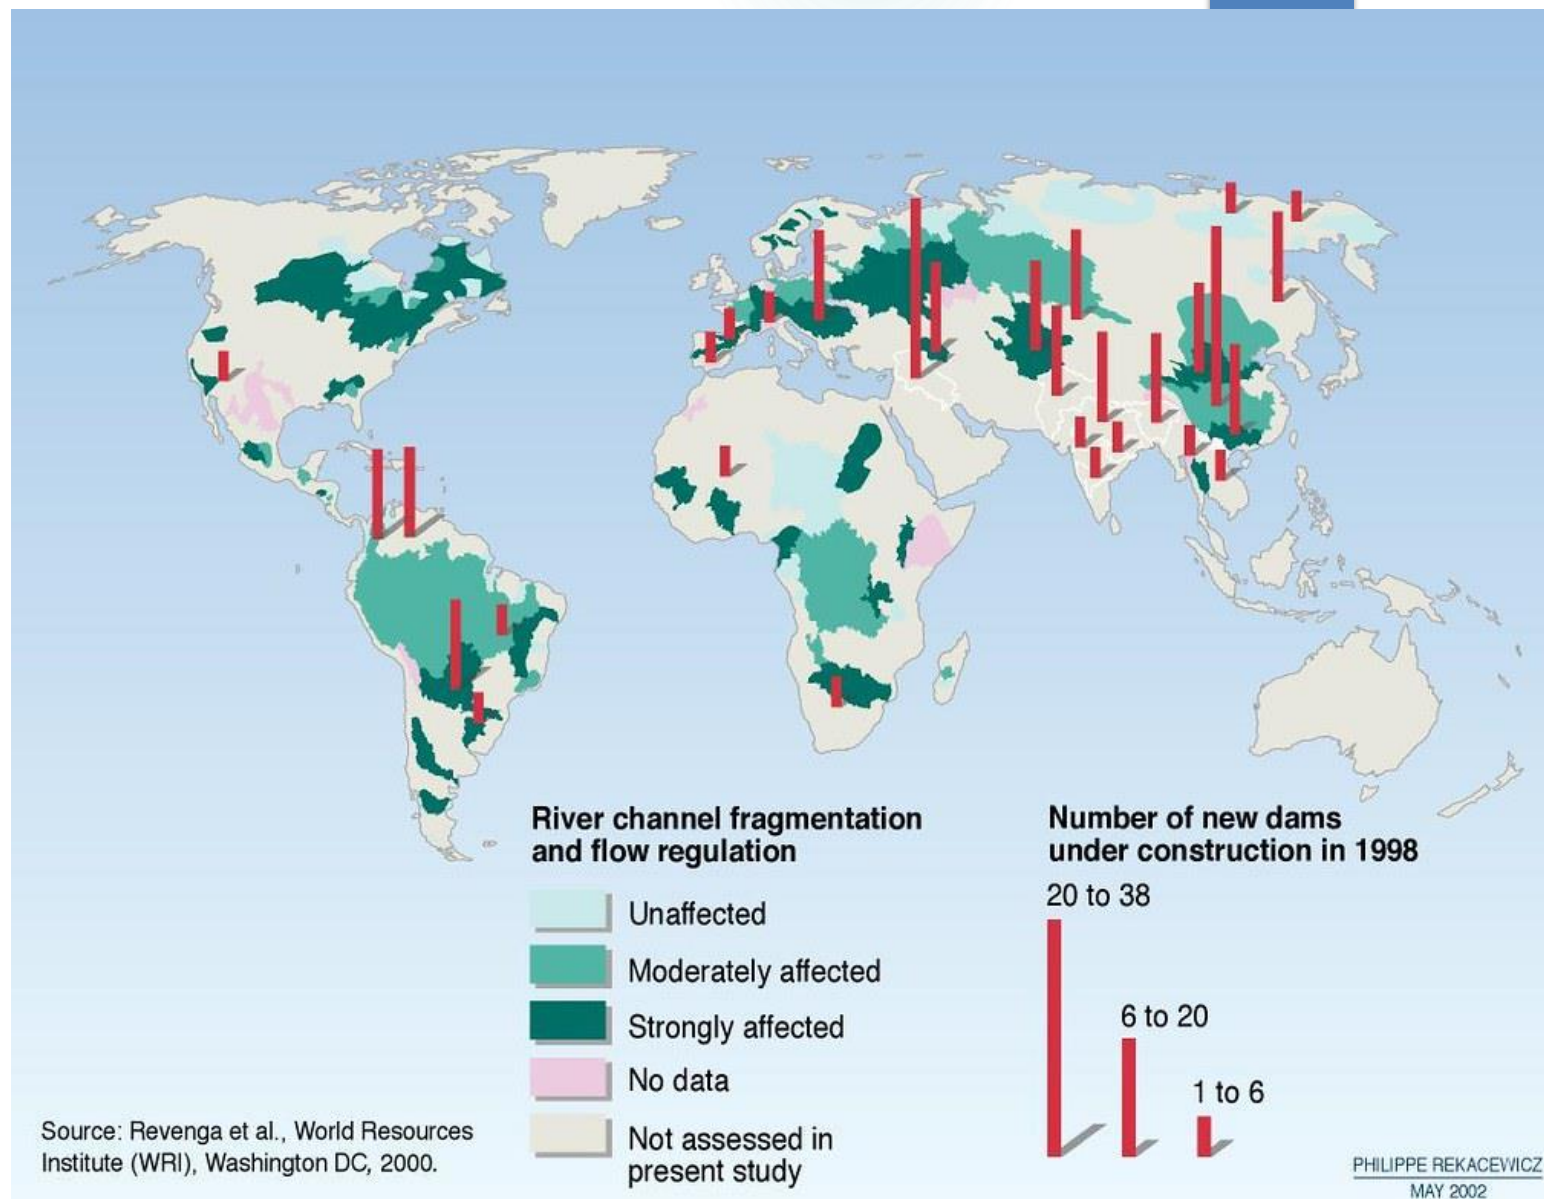 River channel fragmentation
and flow regulation
Unaffected
Moderately affected
Strongly affected
No data
Not assessed in
present study
Number of new dams
under construction in 1998
20 to 38
6 to 20
1 to 6
Source: Revenga et al., World Resources
Institute (WRI), Washington DC, 2000.
PHILIPPE REKACEWICZ
MAY 2002